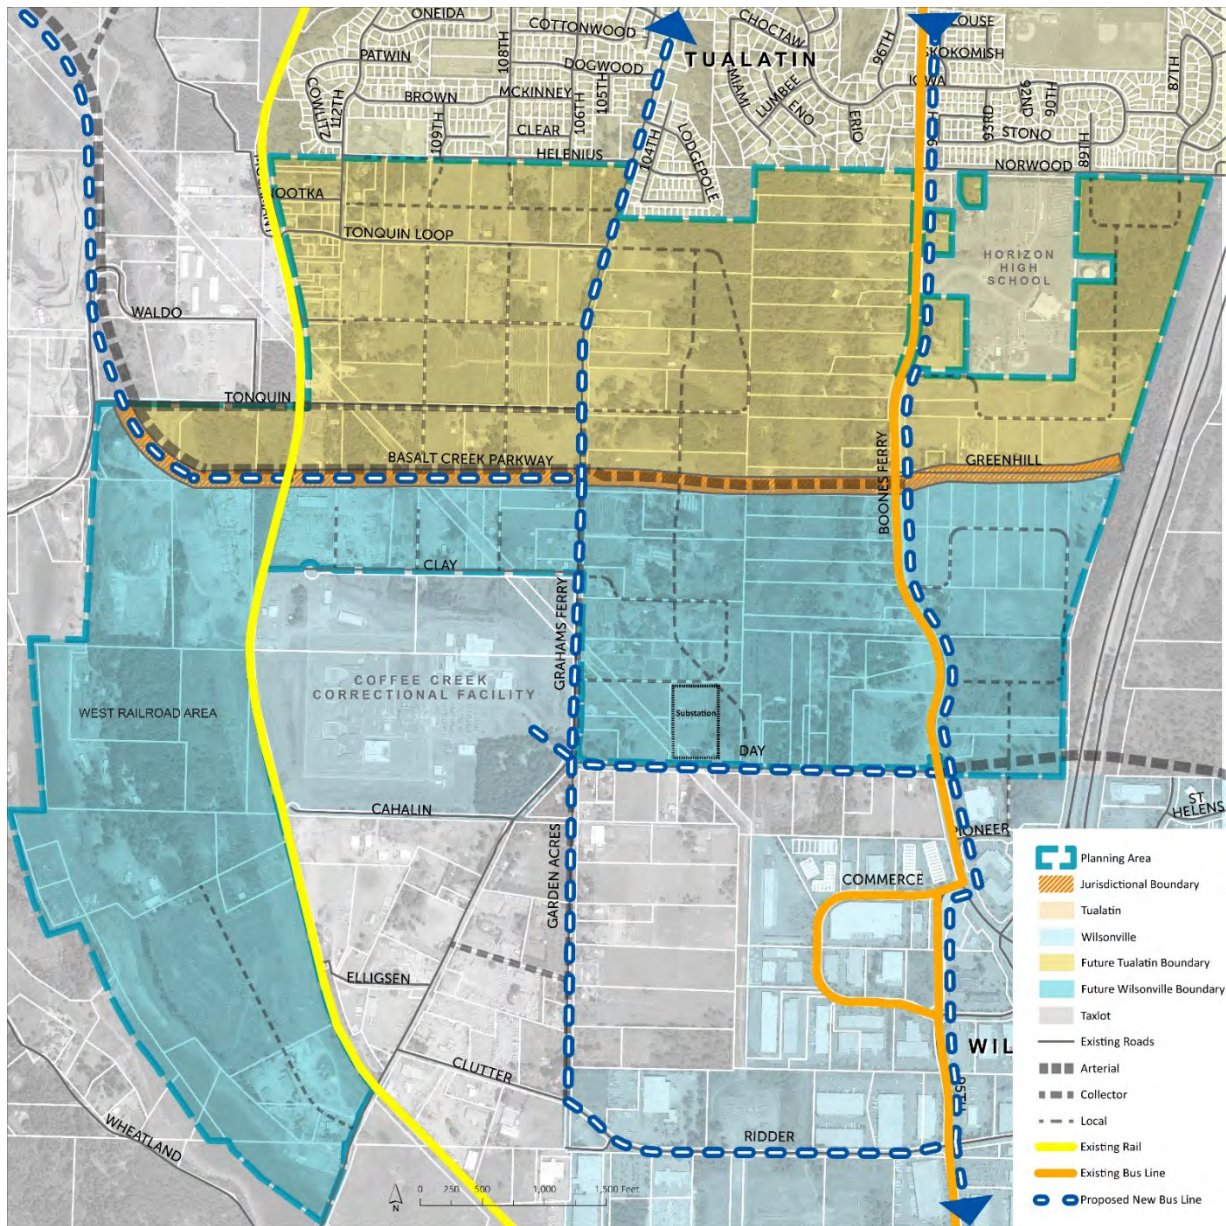 ONEIDA
COTTONWOOD
CHOCTAW
96TH
SKOKOMISH
PATWIN
108TH
DOGWOOD
TUALATIN
IOWA
87TH
COWLITZ
112TH
BROWN
MCKINNEY
106TH
105TH
MIAMI
LUMBEE
ENO
ERIO
93RD
92ND
90TH
109TH
CLEAR
104TH
LODGEPOLE
STONO
89TH
HELENIUS
NORWOOD
TONQUIN LOOP
HORIZON
HIGH
SCHOOL
WALDO
TONQUIN
BASALT CREEK PARKWAY
BOONES FERRY
GREENHILL
CLAY
GRAHAMS FERRY
COFFEE CREEK
CORRECTIONAL FACILITY
WEST RAILROAD AREA
Substation
DAY
CAHALIN
ST
HELENS
PIONEER
GARDEN ACRES
COMMERCE
ELLIGSEN
CLUTTER
WIL
95TH
RIDDER
WHEATLAND
N
0 250 500 1,000 1,500 Feet
Planning Area
Jurisdictional Boundary
Tualatin
Wilsonville
Future Tualatin Boundary
Future Wilsonville Boundary
Taxlot
Existing Roads
Arterial
Collector
Local
Existing Rail
Existing Bus Line
Proposed New Bus Line